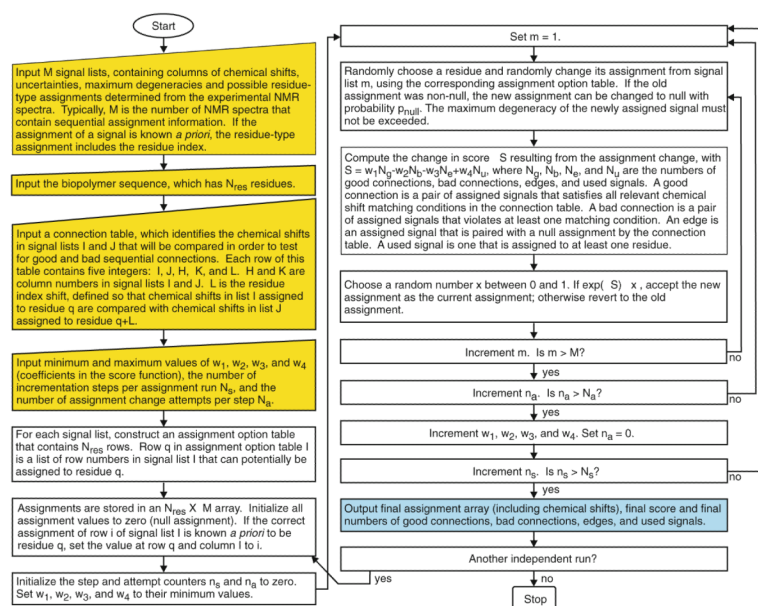 Start
Input M signal lists, containing columns of chemical shifts,
uncertainties, maximum degeneracies and possible residue-
type assignments determined from the experimental NMR
spectra. Typically, M is the number of NMR spectra that
contain sequential assignment information. If the
assignment of a signal is known a priori, the residue-type
assignment includes the residue index.
Input the biopolymer sequence, which has Nres residues.
Input a connection table, which identifies the chemical shifts
in signal lists I and J that will be compared in order to test
for good and bad sequential connections. Each row of this
table contains five integers: I, J, H, K, and L. H and K are
column numbers in signal lists I and J. L is the residue
index shift, defined so that chemical shifts in list I assigned
to residue q are compared with chemical shifts in list J
assigned to residue q+L.
Input minimum and maximum values of w1, w2, w3, and w4
(coefficients in the score function), the number of
incrementation steps per assignment run Ns, and the
number of assignment change attempts per step Na.
For each signal list, construct an assignment option table
that contains Nres rows. Row q in assignment option table I
is a list of row numbers in signal list I that can potentially be
assigned to residue q.
Assignments are stored in an Nres X M array. Initialize all
assignment values to zero (null assignment). If the correct
assignment of row i of signal list I is known a priori to be
residue q, set the value at row q and column I to i.
Initialize the step and attempt counters ns and na to zero.
Set w1, w2, w3, and w4 to their minimum values.
Set m = 1.
Randomly choose a residue and randomly change its assignment from signal
list m, using the corresponding assignment option table. If the old
assignment was non-null, the new assignment can be changed to null with
probability pnull. The maximum degeneracy of the newly assigned signal must
not be exceeded.
Compute the change in score S resulting from the assignment change, with
S = w1Ng-w2Nb-w3Ne+w4Nu, where Ng, Nb, Ne, and Nu are the numbers of
good connections, bad connections, edges, and used signals. A good
connection is a pair of assigned signals that satisfies all relevant chemical
shift matching conditions in the connection table. A bad connection is a pair
of assigned signals that violates at least one matching condition. An edge is
an assigned signal that is paired with a null assignment by the connection
table. A used signal is one that is assigned to at least one residue.
Choose a random number x between 0 and 1. If exp( S) x , accept the new
assignment as the current assignment; otherwise revert to the old
assignment.
Increment m. Is m > M?
no
yes
Increment na. Is na > Na?
no
yes
Increment w1, w2, w3, and w4. Set na = 0.
Increment ns. Is ns > Ns?
no
yes
Output final assignment array (including chemical shifts), final score and final
numbers of good connections, bad connections, edges, and used signals.
Another independent run?
yes
no
Stop